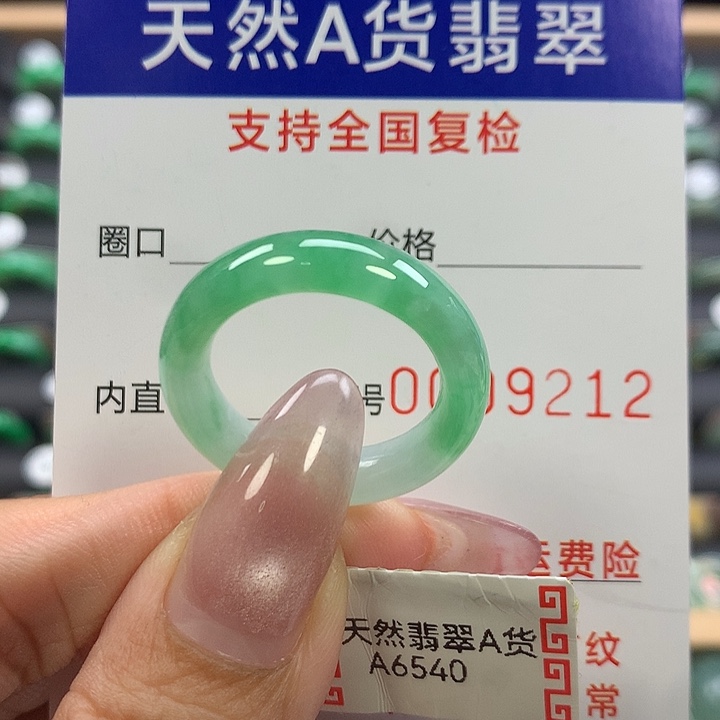 天然A货翡翠
支持全国复检
圈口
价格
内直
号
9212
运费险
天然翡翠A货
A6540
纹
常